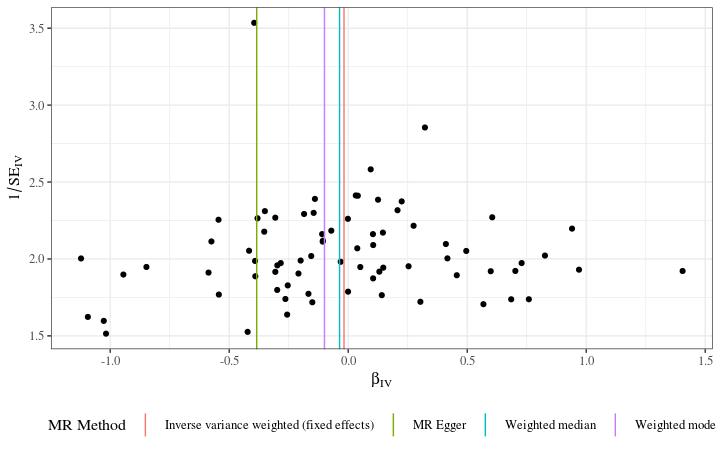 3.5
3.0
2.5
2.0
1.5
1/SE_IV
-1.0 -0.5 0.0 0.5 1.0 1.5
β_IV
MR Method Inverse variance weighted (fixed effects) MR Egger Weighted median Weighted mode